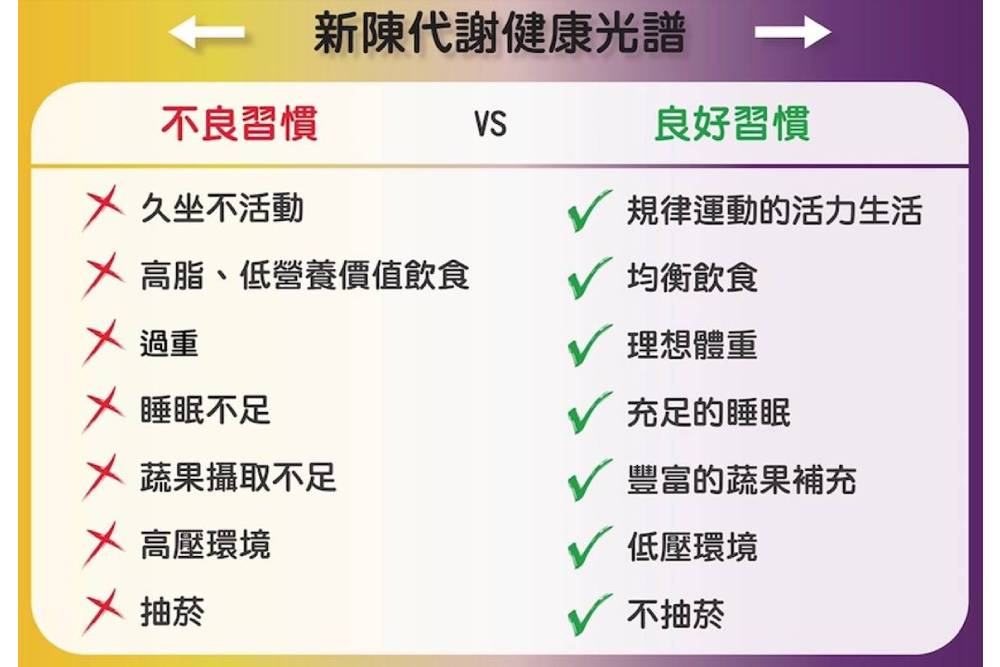 新陳代謝健康光譜
不良習慣 VS 良好習慣
久坐不活動 規律運動的活力生活
高脂、低營養價值飲食 均衡飲食
過重 理想體重
睡眠不足 充足的睡眠
蔬果攝取不足 豐富的蔬果補充
高壓環境 低壓環境
抽菸 不抽菸